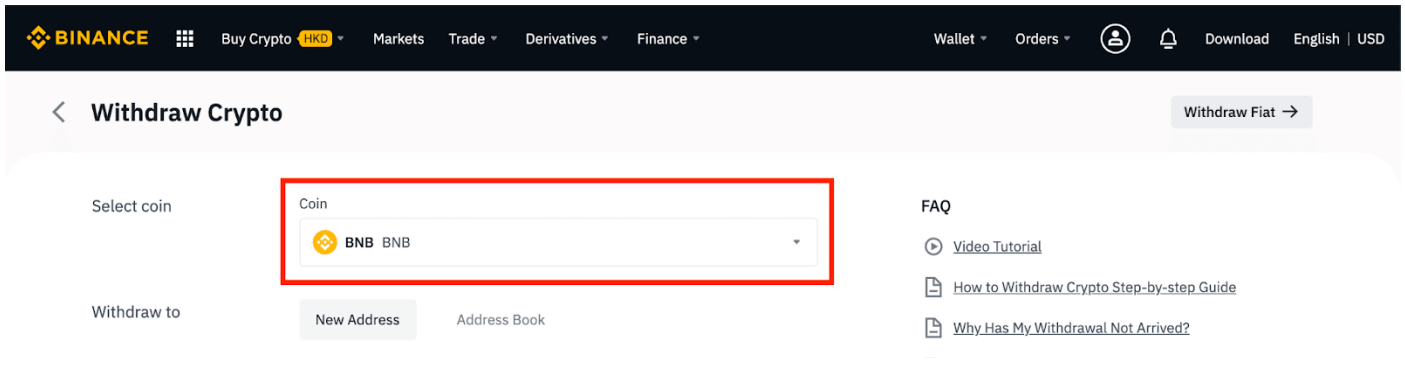 BINANCE Buy Crypto HKD Markets Trade Derivatives Finance Wallet Orders Download English | USD
Withdraw Crypto
Withdraw Fiat →
Select coin
Coin
BNB BNB
Withdraw to
New Address Address Book
FAQ
Video Tutorial
How to Withdraw Crypto Step-by-step Guide
Why Has My Withdrawal Not Arrived?